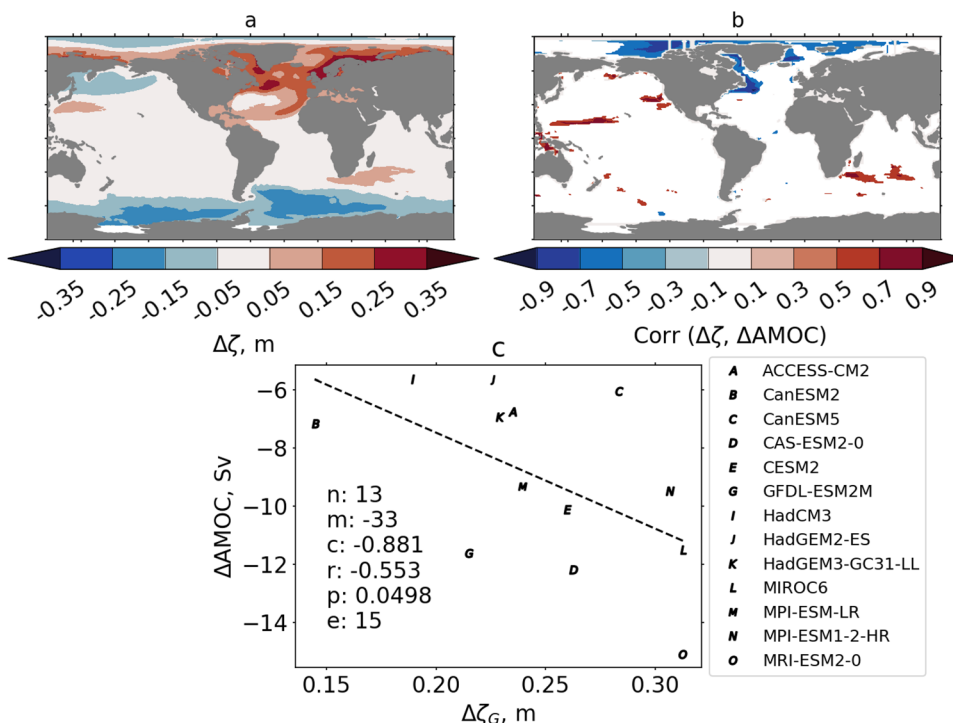 a
b
-0.35 -0.25 -0.15 -0.05 0.05 0.15 0.25 0.35
Δζ, m
-0.9 -0.7 -0.5 -0.3 -0.1 0.1 0.3 0.5 0.7 0.9
Corr (Δζ, ΔAMOC)
c
ΔAMOC, Sv
−6
−8
−10
−12
−14
I
J
C
B
K
A
M
N
E
G
D
L
O
n: 13
m: -33
c: -0.881
r: -0.553
p: 0.0498
e: 15
0.15 0.20 0.25 0.30
ΔζG, m
A ACCESS-CM2
B CanESM2
C CanESM5
D CAS-ESM2-0
E CESM2
G GFDL-ESM2M
I HadCM3
J HadGEM2-ES
K HadGEM3-GC31-LL
L MIROC6
M MPI-ESM-LR
N MPI-ESM1-2-HR
O MRI-ESM2-0